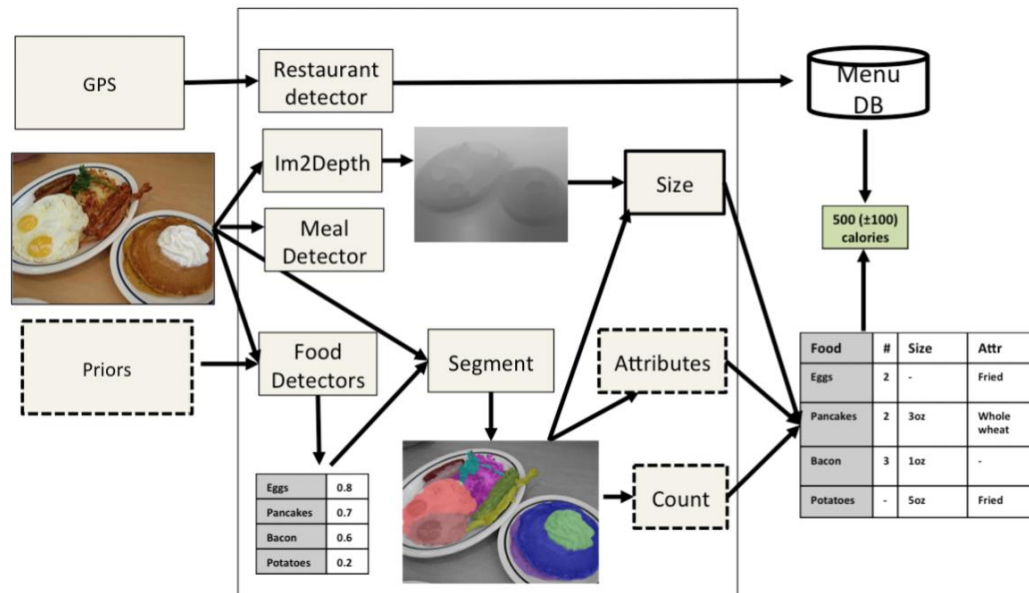 GPS
Restaurant
detector
Menu
DB
Im2Depth
Size
Meal
Detector
500 (±100)
calories
Priors
Food
Detectors
Segment
Attributes
Count
Eggs 0.8
Pancakes 0.7
Bacon 0.6
Potatoes 0.2
Food # Size Attr
Eggs 2 - Fried
Pancakes 2 3oz Whole
wheat
Bacon 3 1oz -
Potatoes - 5oz Fried